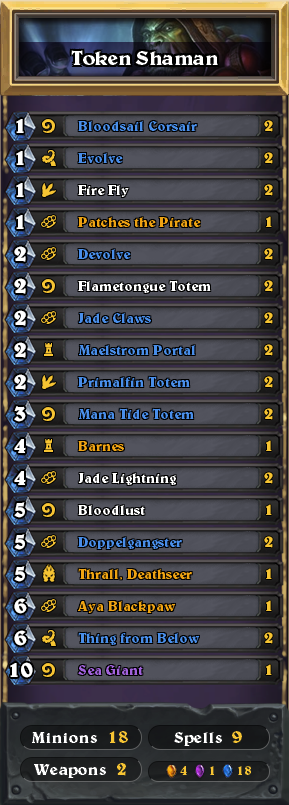 Token Shaman
1 Bloodsail Corsair 2
1 Evolve 2
1 Fire Fly 2
1 Patches the Pirate 1
2 Devolve 2
2 Flametongue Totem 2
2 Jade Claws 2
2 Maelstrom Portal 2
2 Primalfin Totem 2
3 Mana Tide Totem 2
4 Barnes 1
4 Jade Lightning 2
5 Bloodlust 1
5 Doppelgangster 2
5 Thrall, Deathseer 1
6 Aya Blackpaw 1
6 Thing from Below 2
10 Sea Giant 1
Minions 18 Spells 9
Weapons 2 4 1 18